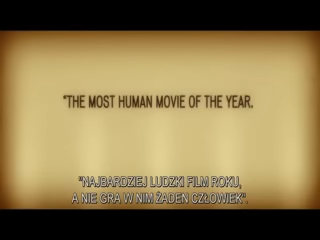 "THE MOST HUMAN MOVIE OF THE YEAR.
"NAJBARDZIEJ LUDZKI FILM ROKU,
A NIE GRA W NIM ŻADEN CZŁOWIEK".